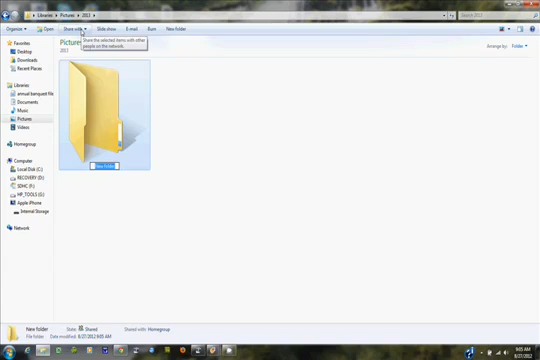 Libraries ▸ Pictures ▸ 2013 ▸
Search 2013
Organize ▾ Open Share with ▾ Slide show E-mail Burn New folder
Share the selected items with other people on the network.
Pictures
2013
Arrange by: Folder ▾
Favorites
Desktop
Downloads
Recent Places
Libraries
annual banquest file
Documents
Music
Pictures
Videos
Homegroup
Computer
Local Disk (C:)
RECOVERY (D:)
SDHC (F:)
HP_TOOLS (G:)
Apple iPhone
Internal Storage
Network
New folder
New folder State: Shared Shared with: Homegroup
File folder Date modified: 8/27/2012 9:05 AM
9:05 AM
8/27/2012